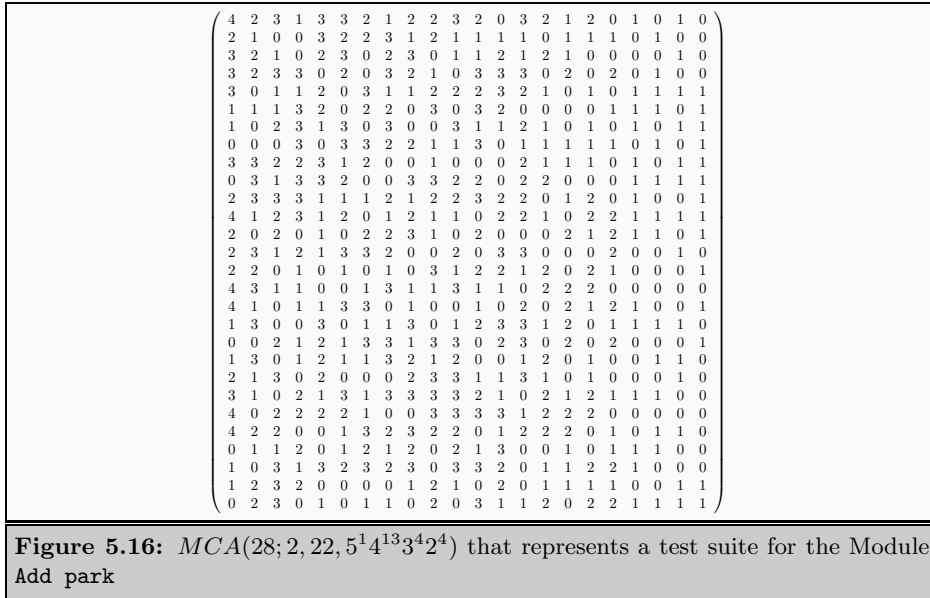 4 2 3 1 3 3 2 1 2 2 3 2 0 3 2 1 2 0 1 0 1 0
2 1 0 0 3 2 2 3 1 2 1 1 1 1 0 1 1 1 0 1 0 0
3 2 1 0 2 3 0 2 3 0 1 1 2 1 2 1 0 0 0 0 1 0
3 2 3 3 0 2 0 3 2 1 0 3 3 3 0 2 0 2 0 1 0 0
3 0 1 1 2 0 3 1 1 2 2 2 3 2 1 0 1 0 1 1 1 1
1 1 1 3 2 0 2 2 0 3 0 3 2 0 0 0 0 1 1 1 0 1
1 0 2 3 1 3 0 3 0 0 3 1 1 2 1 0 1 0 1 0 1 1
0 0 0 3 0 3 3 2 2 1 1 3 0 1 1 1 1 1 0 1 0 1
3 3 2 2 3 1 2 0 0 1 0 0 0 2 1 1 1 0 1 0 1 1
0 3 1 3 3 2 0 0 3 3 2 2 0 2 2 0 0 0 1 1 1 1
2 3 3 3 1 1 1 2 1 2 2 3 2 2 0 1 2 0 1 0 0 1
4 1 2 3 1 2 0 1 2 1 1 0 2 2 1 0 2 2 1 1 1 1
2 0 2 0 1 0 2 2 3 1 0 2 0 0 0 2 1 2 1 1 0 1
2 3 1 2 1 3 3 2 0 0 2 0 3 3 0 0 0 2 0 0 1 0
2 2 0 1 0 1 0 1 0 3 1 2 2 1 2 0 2 1 0 0 0 1
4 3 1 1 0 0 1 3 1 1 3 1 1 0 2 2 2 0 0 0 0 0
4 1 0 1 1 3 3 0 1 0 0 1 0 2 0 2 1 2 1 0 0 1
1 3 0 0 3 0 1 1 3 0 1 2 3 3 1 2 0 1 1 1 1 0
0 0 2 1 2 1 3 3 1 3 3 0 2 3 0 2 0 2 0 0 0 1
1 3 0 1 2 1 1 3 2 1 2 0 0 1 2 0 1 0 0 1 1 0
2 1 3 0 2 0 0 0 2 3 3 1 1 3 1 0 1 0 0 0 1 0
3 1 0 2 1 3 1 3 3 3 3 2 1 0 2 1 2 1 1 1 0 0
4 0 2 2 2 2 1 0 0 3 3 3 3 1 2 2 2 0 0 0 0 0
4 2 2 0 0 1 3 2 3 2 2 0 1 2 2 2 0 1 0 1 1 0
0 1 1 2 0 1 2 1 2 0 2 1 3 0 0 1 0 1 1 1 0 0
1 0 3 1 3 2 3 2 3 0 3 3 2 0 1 1 2 2 1 0 0 0
1 2 3 2 0 0 0 0 1 2 1 0 2 0 1 1 1 1 0 0 1 1
0 2 3 0 1 0 1 1 0 2 0 3 1 1 2 0 2 2 1 1 1 1
Figure 5.16: MCA(28; 2, 22, 5¹4¹³3⁴2⁴) that represents a test suite for the Module
Add park